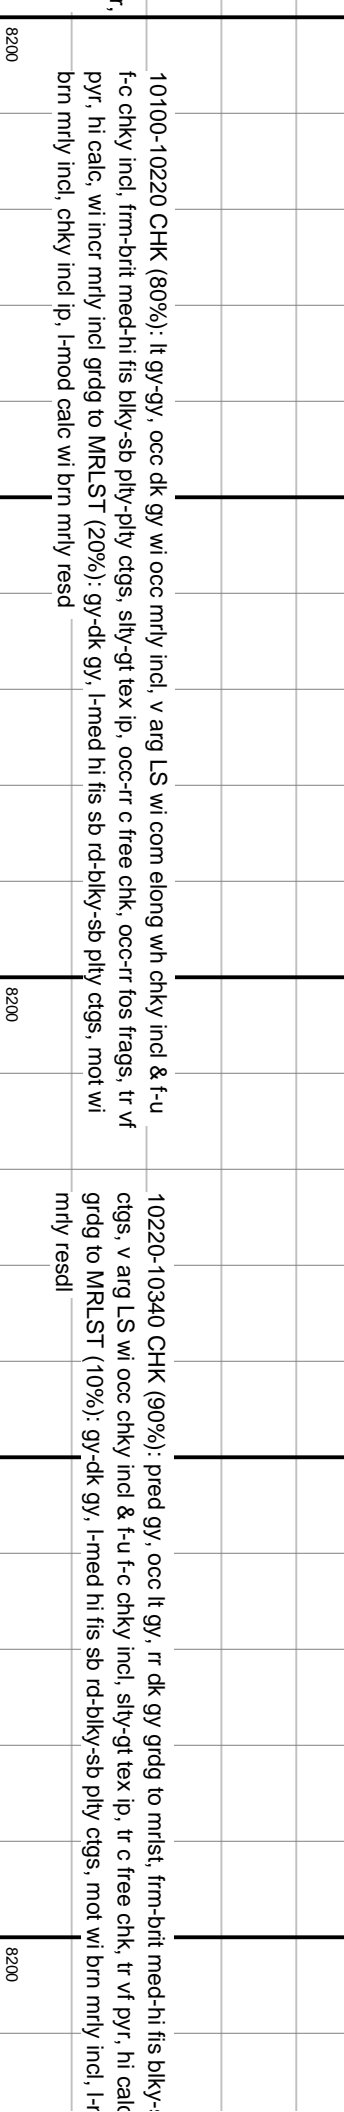 8200
10100-10220 CHK (80%): lt gy-gy, occ dk gy wi occ mrly incl, v arg LS wi com elong wh chky incl & f-u
f-c chky incl, frm-brit med-hi fis blky-sb plty-plty ctgs, slty-gt tex ip, occ-rr c free chk, occ-rr fos frags, tr vf
pyr, hi calc, wi incr mrly incl grdg to MRLST (20%): gy-dk gy, l-med hi fis sb rd-blky-sb plty ctgs, mot wi
brn mrly incl, chky incl ip, l-mod calc wi brn mrly resd
8200
10220-10340 CHK (90%): pred gy, occ lt gy, rr dk gy grdg to mrlst, frm-brit med-hi fis blky-
ctgs, v arg LS wi occ chky incl & f-u f-c chky incl, slty-gt tex ip, tr c free chk, tr vf pyr, hi calc
grdg to MRLST (10%): gy-dk gy, l-med hi fis sb rd-blky-sb plty ctgs, mot wi brn mrly incl,
mrly resdl
8200